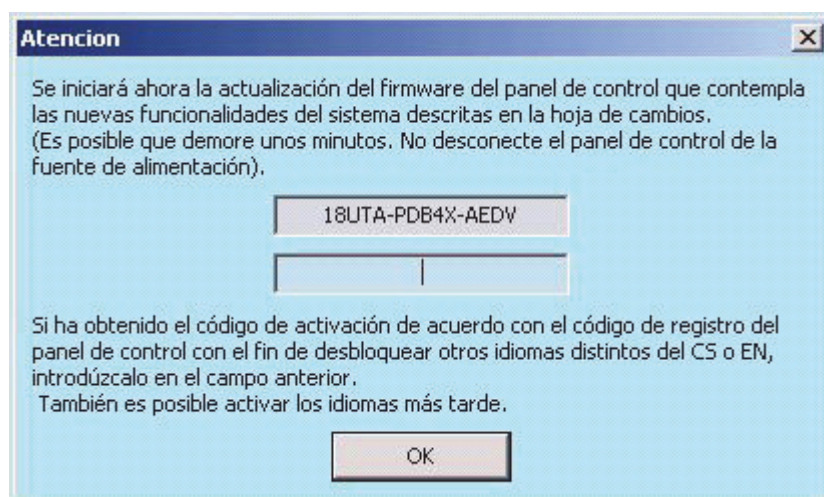 Atencion
Se iniciará ahora la actualización del firmware del panel de control que contempla
las nuevas funcionalidades del sistema descritas en la hoja de cambios.
(Es posible que demore unos minutos. No desconecte el panel de control de la
fuente de alimentación).
18UTA-PDB4X-AEDV
Si ha obtenido el código de activación de acuerdo con el código de registro del
panel de control con el fin de desbloquear otros idiomas distintos del CS o EN,
introdúzcalo en el campo anterior.
También es posible activar los idiomas más tarde.
OK